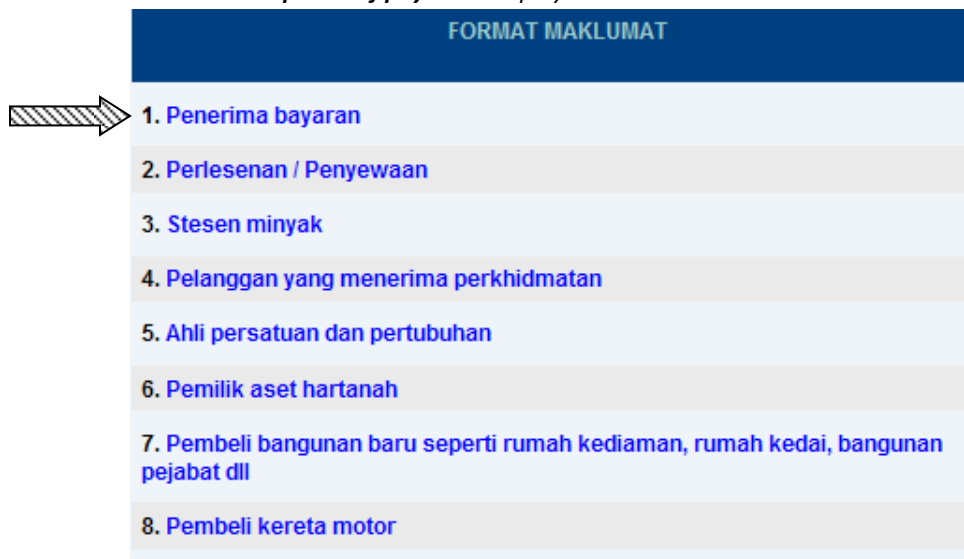 FORMAT MAKLUMAT
1. Penerima bayaran
2. Perlesenan / Penyewaan
3. Stesen minyak
4. Pelanggan yang menerima perkhidmatan
5. Ahli persatuan dan pertubuhan
6. Pemilik aset hartanah
7. Pembeli bangunan baru seperti rumah kediaman, rumah kedai, bangunan
pejabat dll
8. Pembeli kereta motor